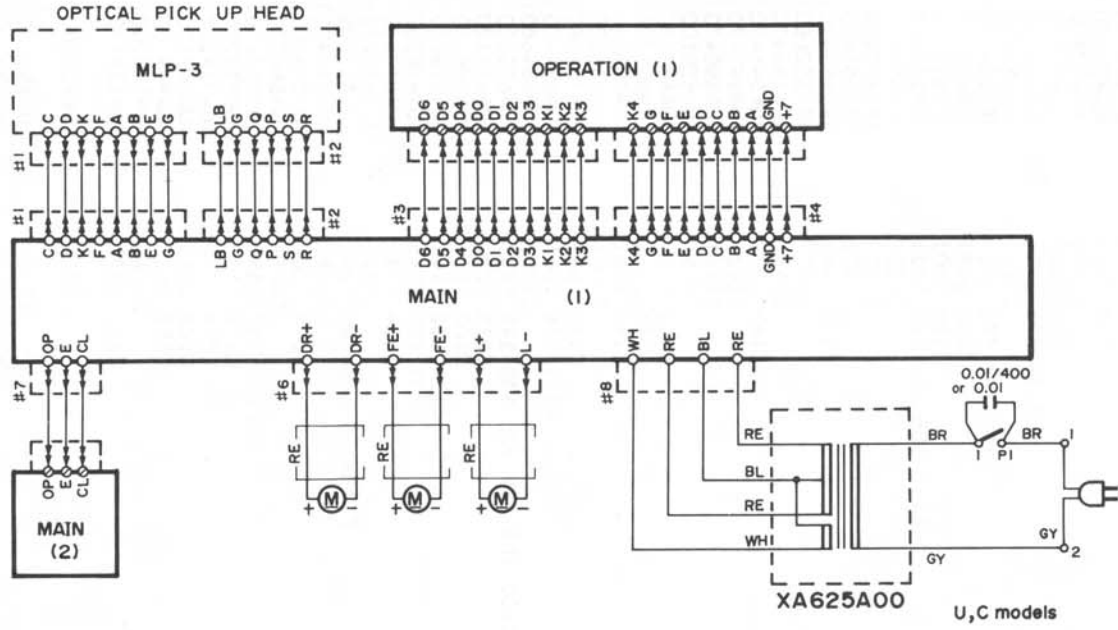 OPTICAL PICK UP HEAD
MLP-3
OPERATION (1)
C D K F A B E G
LB G Q P S R
D6 D5 D4 D0 D1 D2 D3 K1 K2 K3
K4 G F E D C B A GND +7
#1
#2
#1
#2
#3
#4
C D K F A B E G
LB G Q P S R
D6 D5 D4 D0 D1 D2 D3 K1 K2 K3
K4 G F E D C B A GND +7
MAIN (1)
OP E CL
DR+ DR- FE+ FE- L+ L-
WH RE BL RE
#7
#6
#8
0.01/400
or 0.01
RE
RE
RE
RE
BR
1 P1
BR
1
BL
OP E CL
+ M -
+ M -
+ M -
RE
MAIN
(2)
WH
GY
GY
2
XA625A00
U,C models